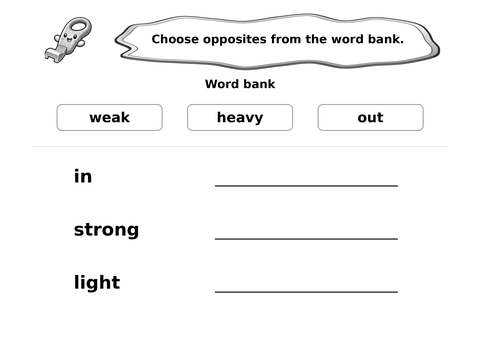 Choose opposites from the word bank.
Word bank
weak heavy out
in
strong
light